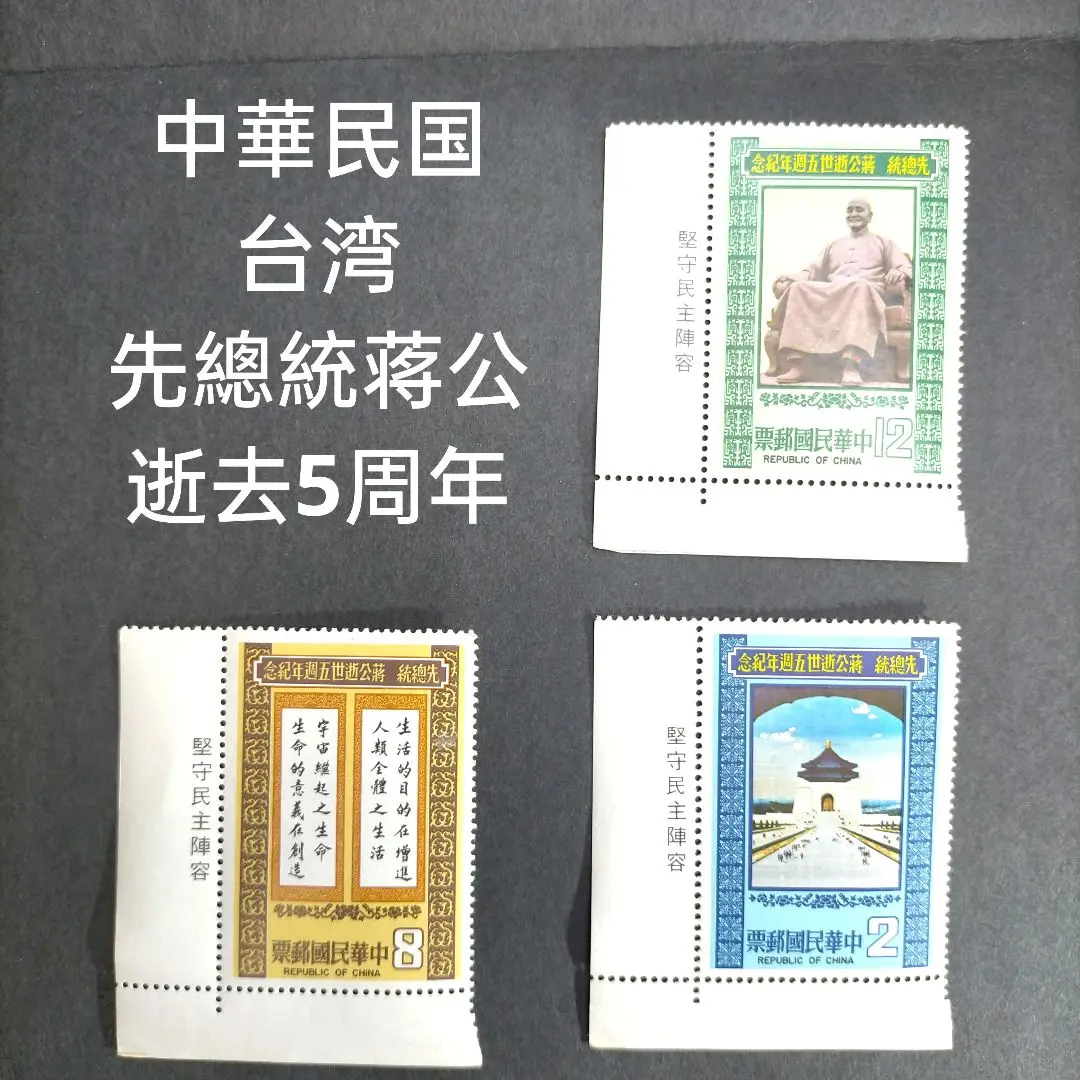 中華民国
台湾
先總統蒋公
逝去5周年
先總統 蔣公逝世五週年紀念
堅守民主陣容
中華民國郵票
12
REPUBLIC OF CHINA
先總統 蔣公逝世五週年紀念
堅守民主陣容
生活的目的在增進
人類全體之生活
宇宙繼起之生命
生命的意義在創造
中華民國郵票
8
REPUBLIC OF CHINA
先總統 蔣公逝世五週年紀念
堅守民主陣容
中華民國郵票
2
REPUBLIC OF CHINA